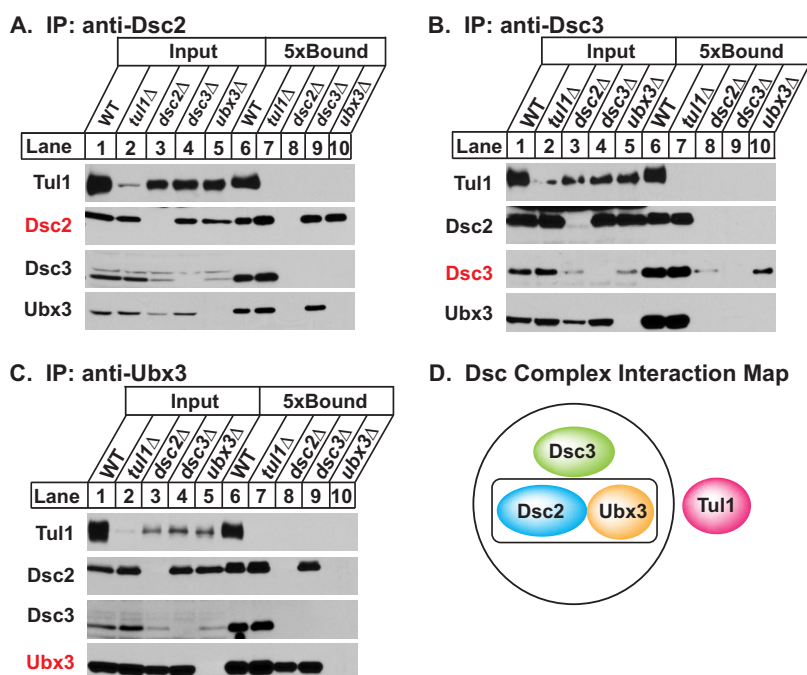 A. IP: anti-Dsc2
Input 5xBound
WT tul1Δ dsc2Δ dsc3Δ ubx3Δ WT tul1Δ dsc2Δ dsc3Δ ubx3Δ
Lane 1 2 3 4 5 6 7 8 9 10
Tul1
Dsc2
Dsc3
Ubx3
B. IP: anti-Dsc3
Input 5xBound
WT tul1Δ dsc2Δ dsc3Δ ubx3Δ WT tul1Δ dsc2Δ dsc3Δ ubx3Δ
Lane 1 2 3 4 5 6 7 8 9 10
Tul1
Dsc2
Dsc3
Ubx3
C. IP: anti-Ubx3
Input 5xBound
WT tul1Δ dsc2Δ dsc3Δ ubx3Δ WT tul1Δ dsc2Δ dsc3Δ ubx3Δ
Lane 1 2 3 4 5 6 7 8 9 10
Tul1
Dsc2
Dsc3
Ubx3
D. Dsc Complex Interaction Map
Dsc3
Dsc2 Ubx3 Tul1